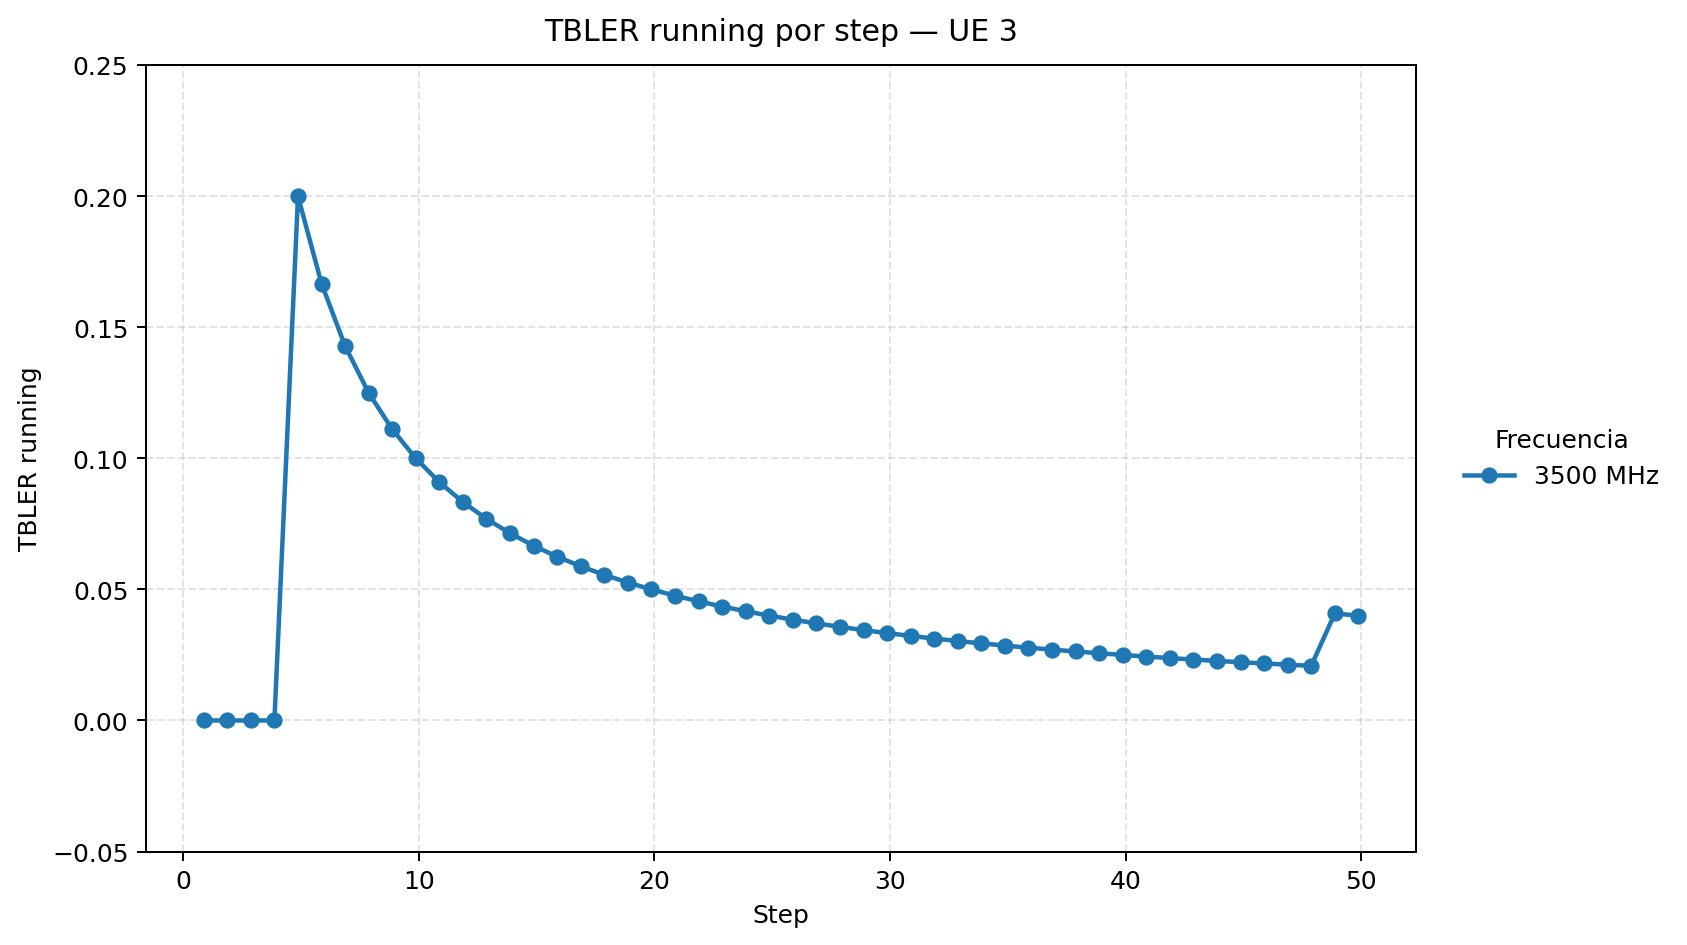 TBLER running por step — UE 3
0.25
0.20
0.15
0.10
0.05
0.00
−0.05
TBLER running
0 10 20 30 40 50
Step
Frecuencia
3500 MHz